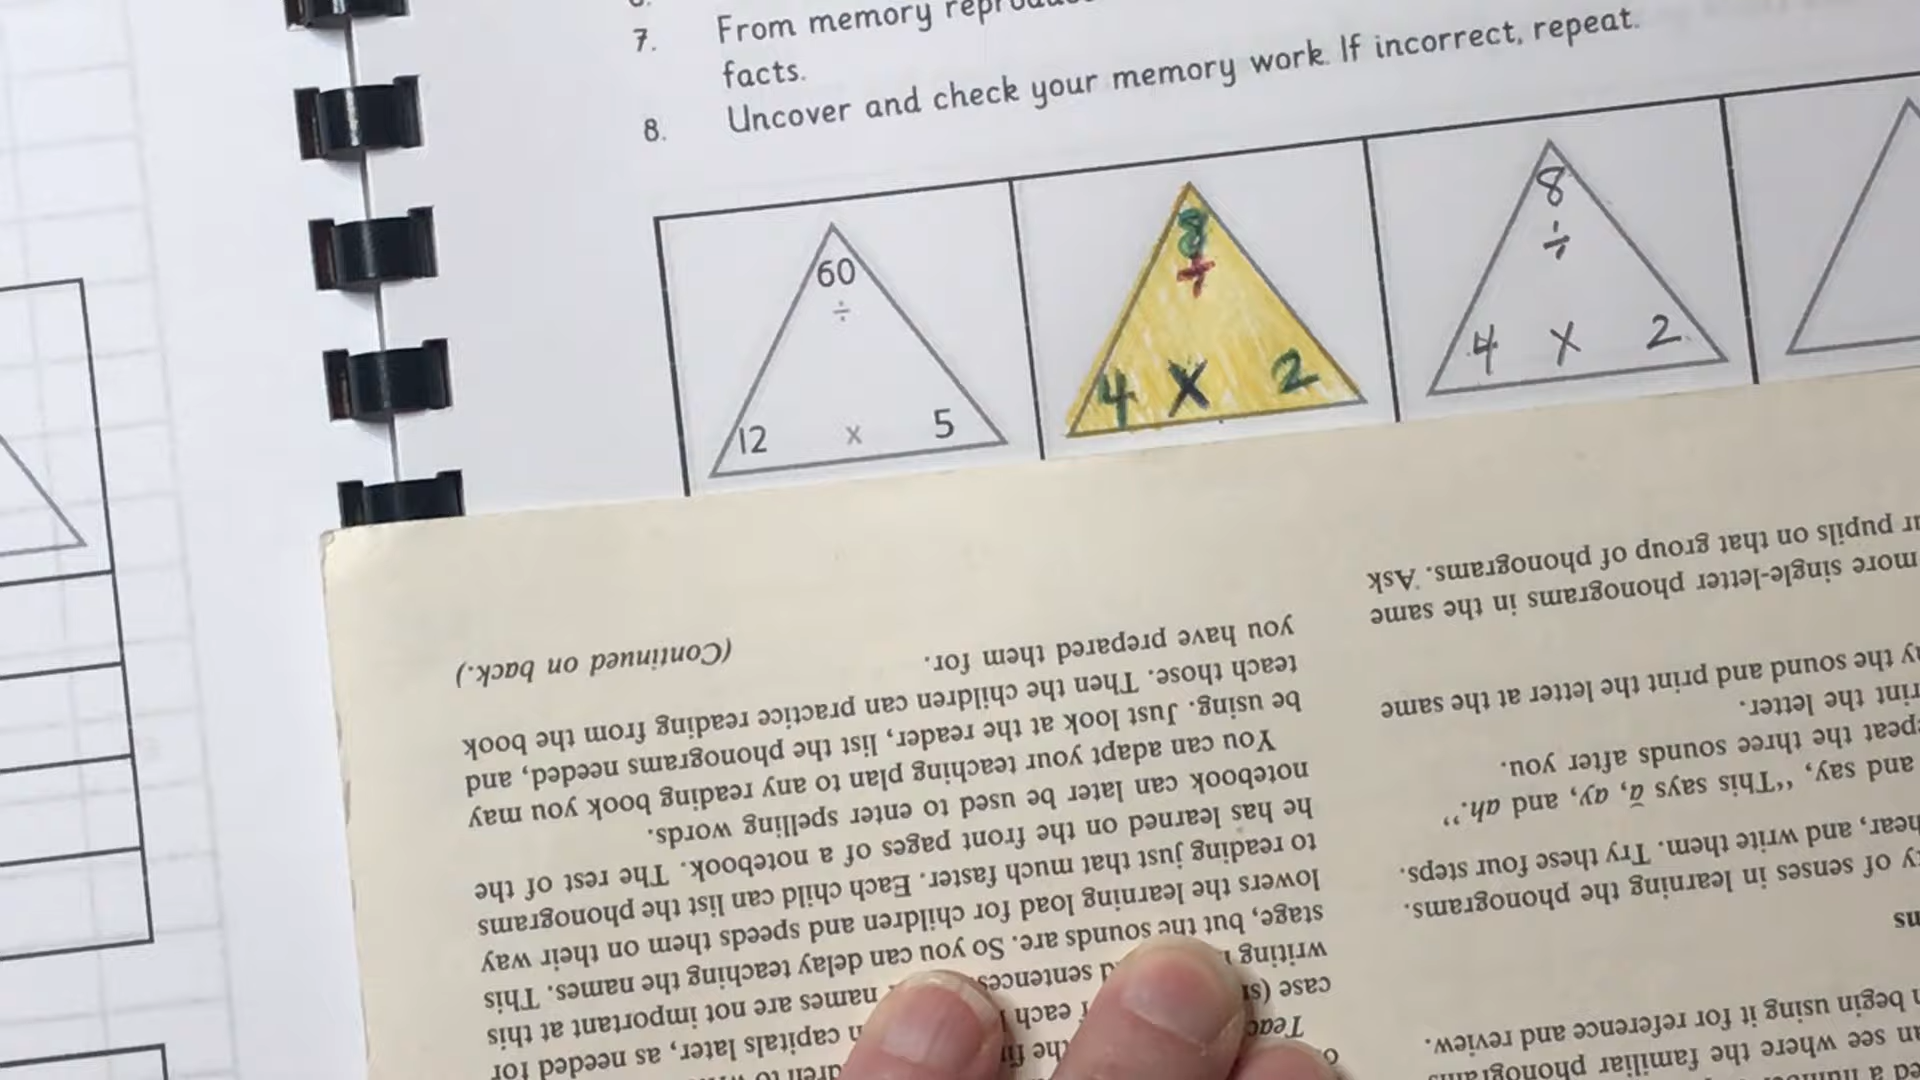 7. From memory
facts.
8. Uncover and check your memory work. If incorrect, repeat.
60
÷
12 x 5
8
÷
4 X 2
8
÷
4 X 2
ur pupils on that group of phonograms. Ask
more single-letter phonograms in the same
the sound and print the letter at the same
print the letter.
repeat the three sounds after you.
and say, “This says ă, ay, and ah.”
hear, and write them. Try these four steps.
of senses in learning the phonograms.
begin using it for reference and review.
see where the familiar phonograms
capitals later, as needed for
names are not important at this
stage, but the sounds are. So you can delay teaching the names. This
lowers the learning load for children and speeds them on their way
to reading just that much faster. Each child can list the phonograms
he has learned on the front pages of a notebook. The rest of the
notebook can later be used to enter spelling words.
You can adapt your teaching plan to any reading book you may
be using. Just look at the reader, list the phonograms needed, and
teach those. Then the children can practice reading from the book
you have prepared them for.
(Continued on back.)